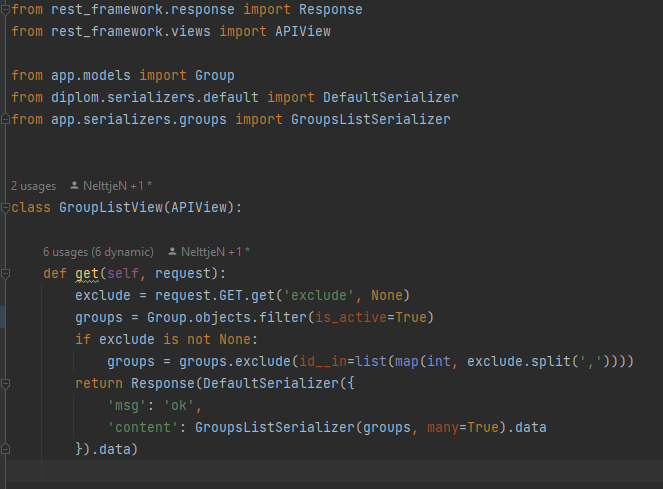 from rest_framework.response import Response
from rest_framework.views import APIView
from app.models import Group
from diplom.serializers.default import DefaultSerializer
from app.serializers.groups import GroupsListSerializer
2 usages NelttjeN +1 *
class GroupListView(APIView):
6 usages (6 dynamic) NelttjeN +1 *
def get(self, request):
exclude = request.GET.get('exclude', None)
groups = Group.objects.filter(is_active=True)
if exclude is not None:
groups = groups.exclude(id__in=list(map(int, exclude.split(','))))
return Response(DefaultSerializer({
'msg': 'ok',
'content': GroupsListSerializer(groups, many=True).data
}).data)